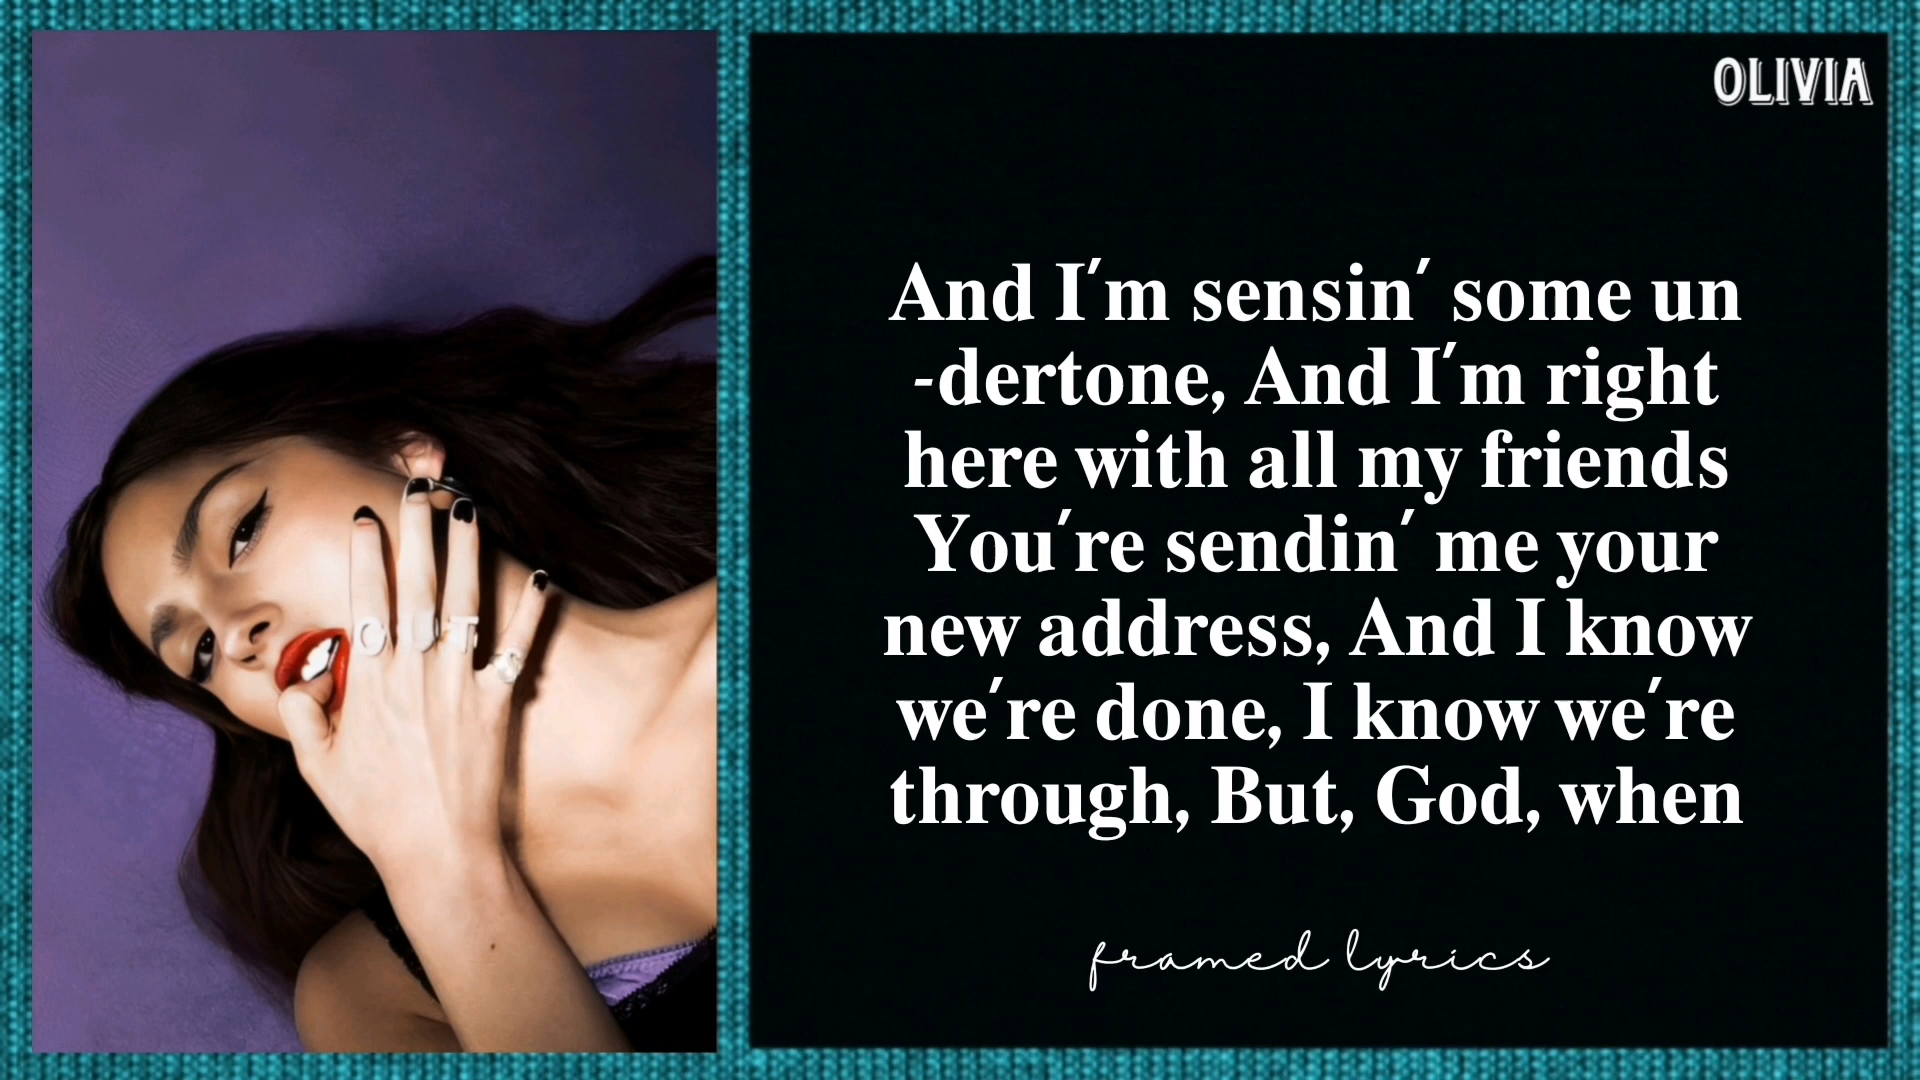 OLIVIA
And I′m sensin′ some un
-dertone, And I′m right
here with all my friends
You′re sendin′ me your
new address, And I know
we′re done, I know we′re
through, But, God, when
framed lyrics